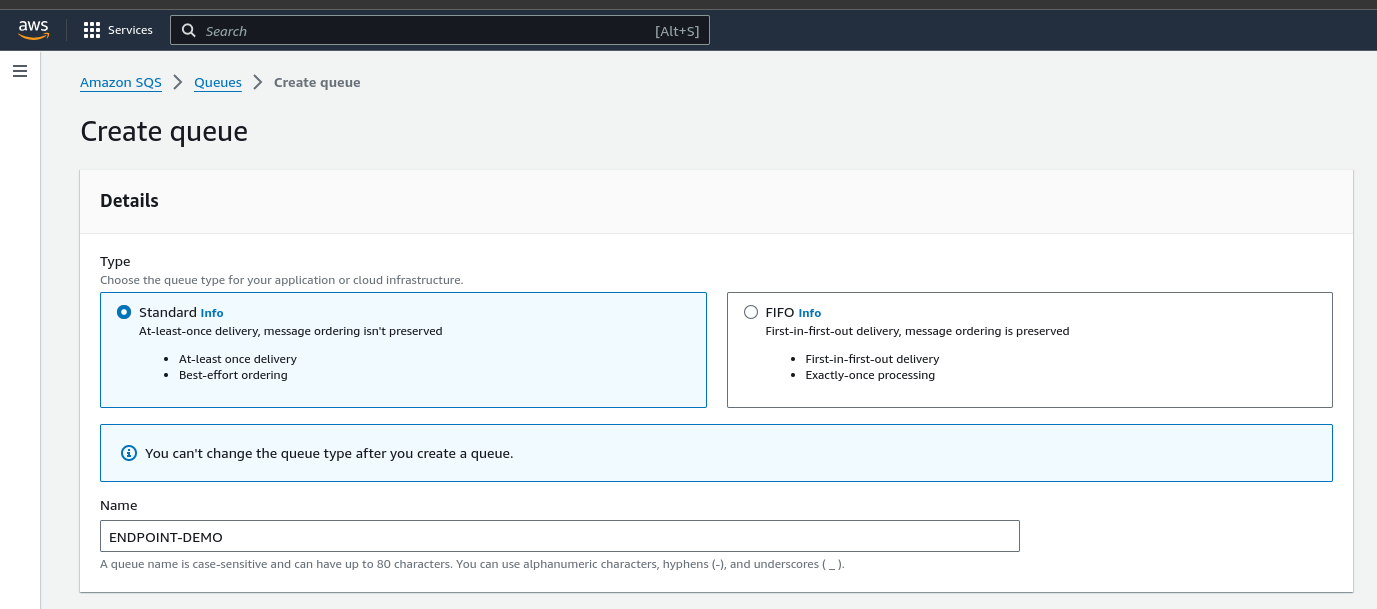 aws Services Search [Alt+S]
Amazon SQS Queues Create queue
Create queue
Details
Type
Choose the queue type for your application or cloud infrastructure.
Standard Info
At-least-once delivery, message ordering isn't preserved
• At-least once delivery
• Best-effort ordering
FIFO Info
First-in-first-out delivery, message ordering is preserved
• First-in-first-out delivery
• Exactly-once processing
You can't change the queue type after you create a queue.
Name
ENDPOINT-DEMO
A queue name is case-sensitive and can have up to 80 characters. You can use alphanumeric characters, hyphens (-), and underscores ( _ ).